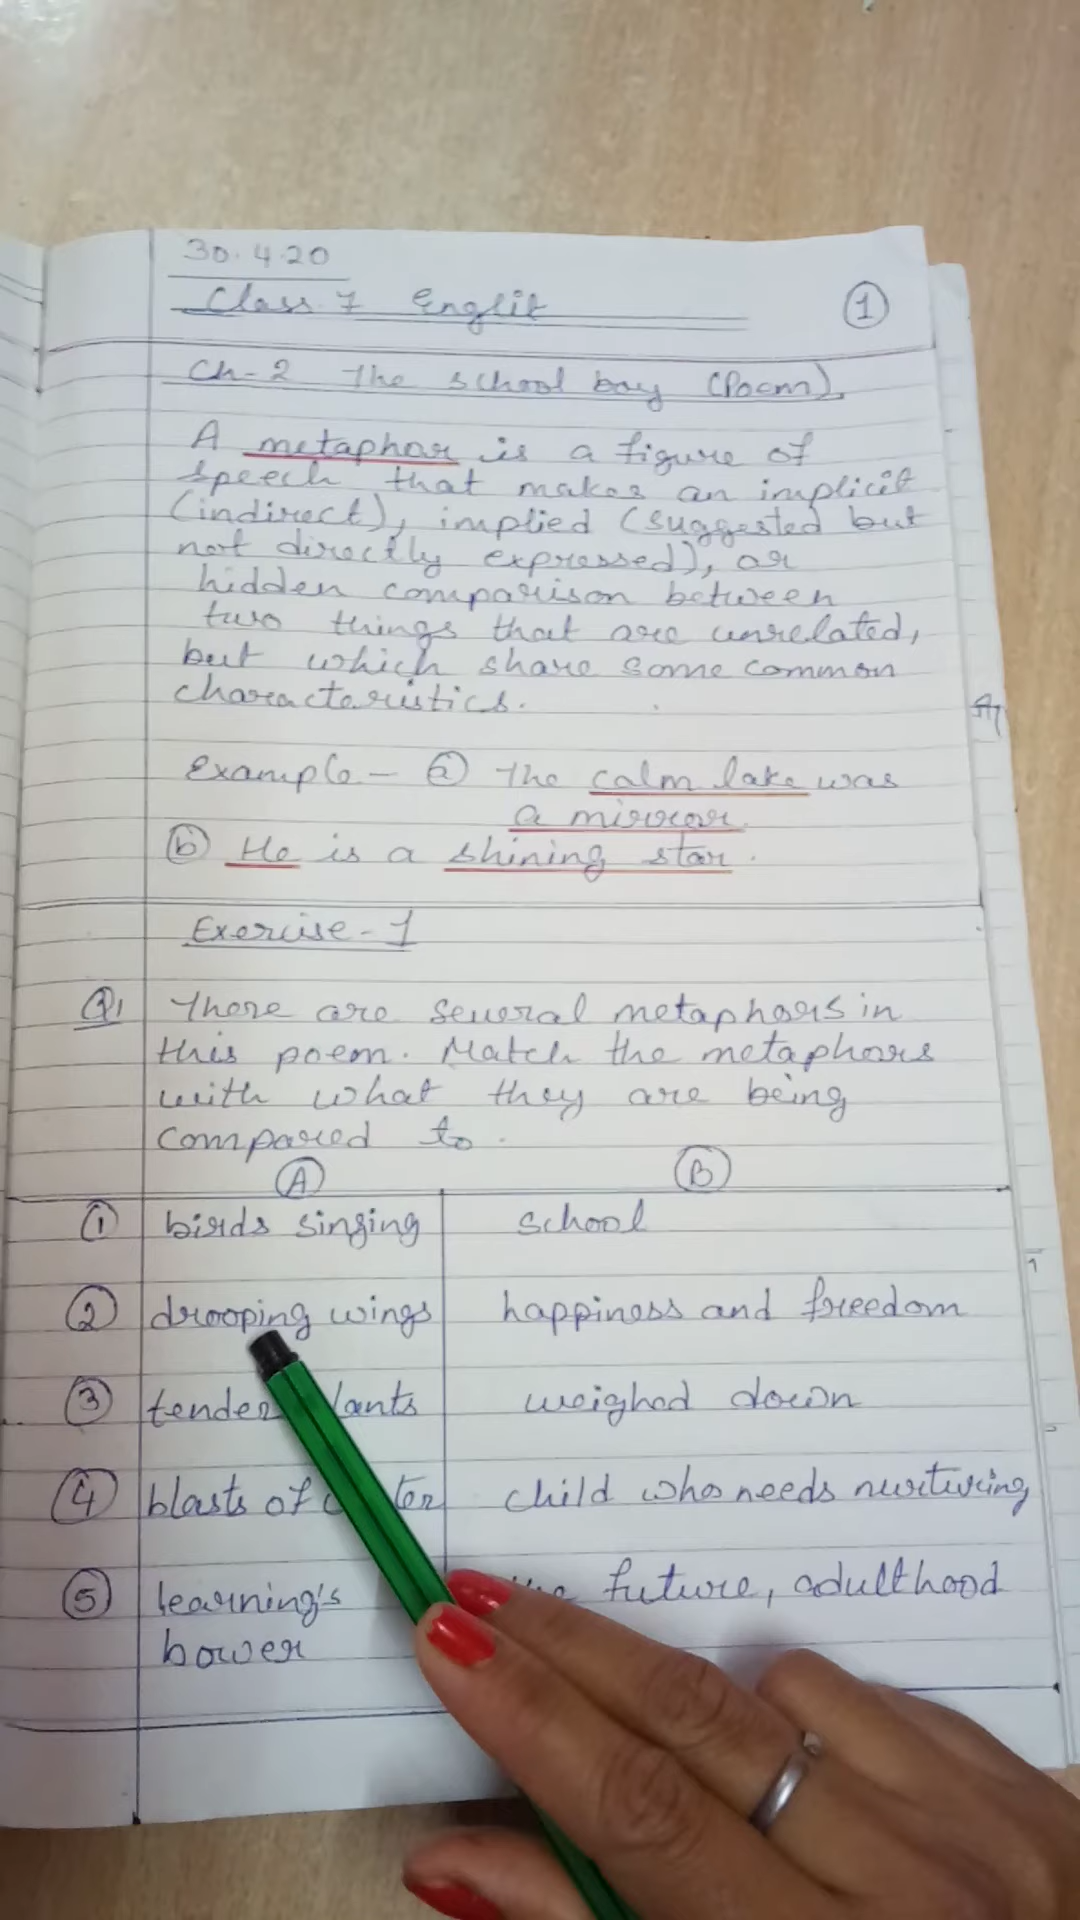 30.4.20
Class 7 Englit
1
Ch-2 The school boy (Poem)
A metaphor is a figure of
speech that makes an implicit
(indirect), implied (suggested but
not directly expressed), or
hidden comparison between
two things that are unrelated,
but which share some common
characteristics.
Example - a The calm lake was
a mirror.
b He is a shining star.
Exercise - 1
Q1 There are several metaphors in
this poem. Match the metaphors
with what they are being
compared to.
A B
1 birds singing school
2 drooping wings happiness and freedom
3 tender lants weighed down
4 blasts of ter child who needs nurturing
5 learning's future, adulthood
bower